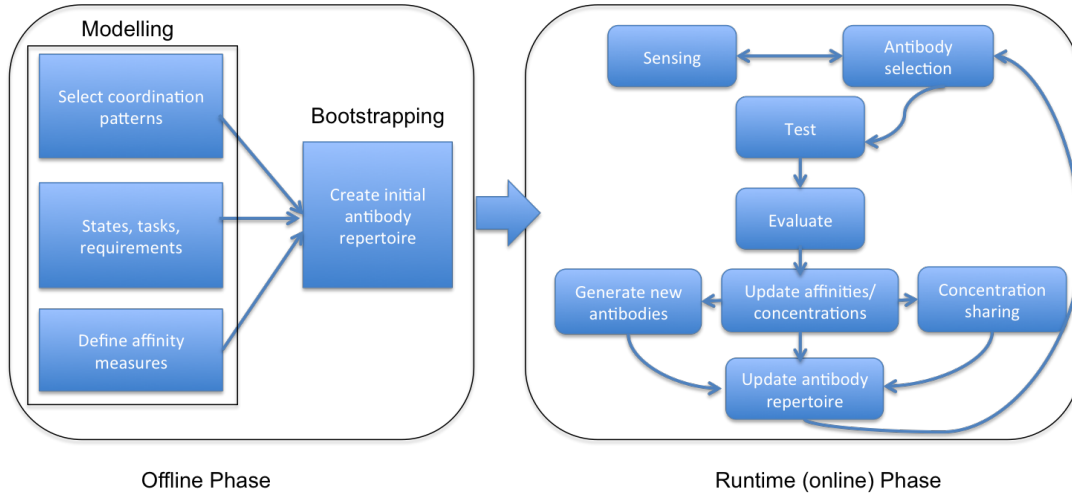 Modelling
Select coordination
patterns
States, tasks,
requirements
Define affinity
measures
Bootstrapping
Create initial
antibody
repertoire
Offline Phase
Sensing
Antibody
selection
Test
Evaluate
Generate new
antibodies
Update affinities/
concentrations
Concentration
sharing
Update antibody
repertoire
Runtime (online) Phase